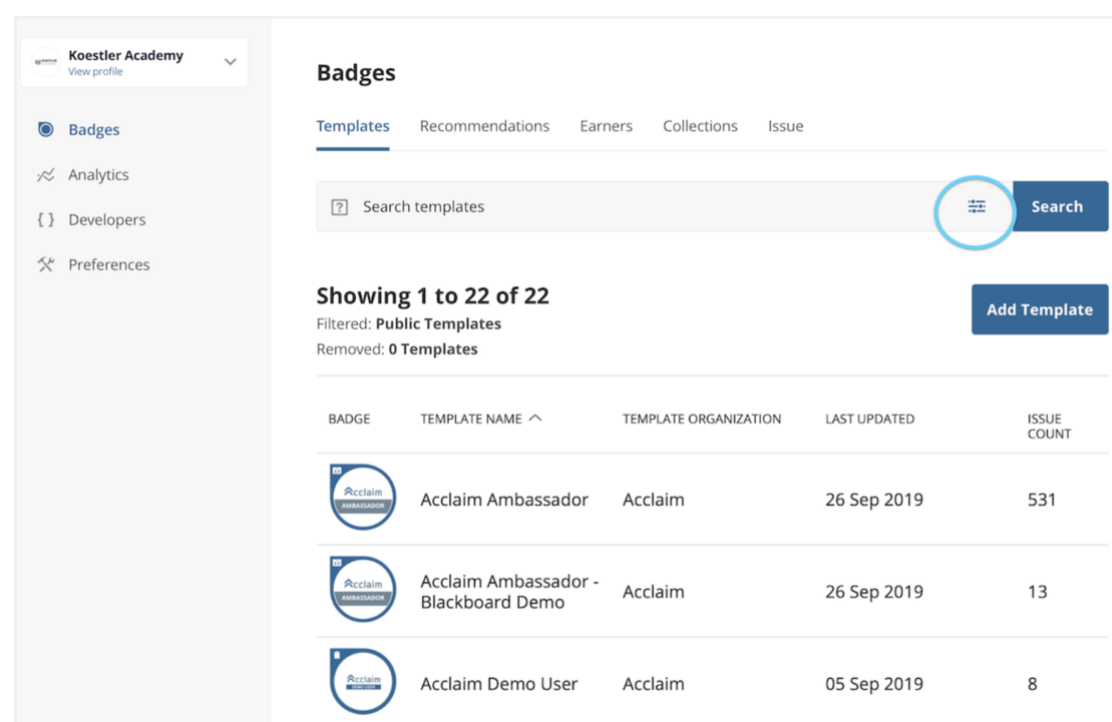 Koestler Academy
View profile
Badges
Analytics
{ } Developers
Preferences
Badges
Templates Recommendations Earners Collections Issue
? Search templates
Search
Showing 1 to 22 of 22
Filtered: Public Templates
Removed: 0 Templates
Add Template
BADGE TEMPLATE NAME TEMPLATE ORGANIZATION LAST UPDATED ISSUE
COUNT
Acclaim
AMBASSADOR
Acclaim Ambassador Acclaim 26 Sep 2019 531
Acclaim
AMBASSADOR
Acclaim Ambassador -
Blackboard Demo
Acclaim 26 Sep 2019 13
Acclaim
DEMO USER
Acclaim Demo User Acclaim 05 Sep 2019 8